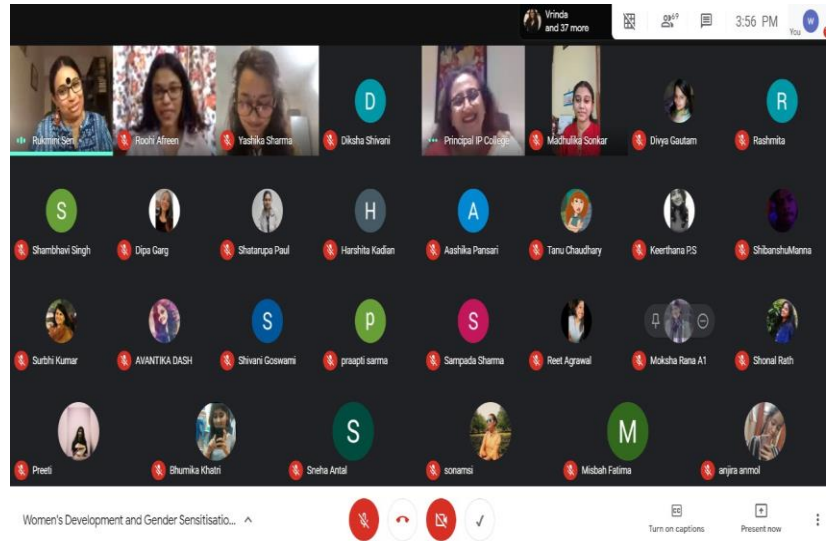 Vrinda
and 37 more
69
3:56 PM
You
W
Rukmini Sen
Roohi Afreen
Yashika Sharma
D
Diksha Shivani
Principal IP College
Madhulika Sonkar
Divya Gautam
R
Rashmita
S
Shambhavi Singh
Dipa Garg
Shatarupa Paul
H
Harshita Kadian
A
Aashika Pansari
Tanu Chaudhary
Keerthana P.S
ShibanshuManna
Surbhi Kumar
AVANTIKA DASH
S
Shivani Goswami
p
praapti sarma
S
Sampada Sharma
Reet Agrawal
Moksha Rana A1
Shonal Rath
Preeti
Bhumika Khatri
S
Sneha Antal
sonamsi
M
Misbah Fatima
anjira anmol
Women's Development and Gender Sensitisatio...
CC
Turn on captions
Present now